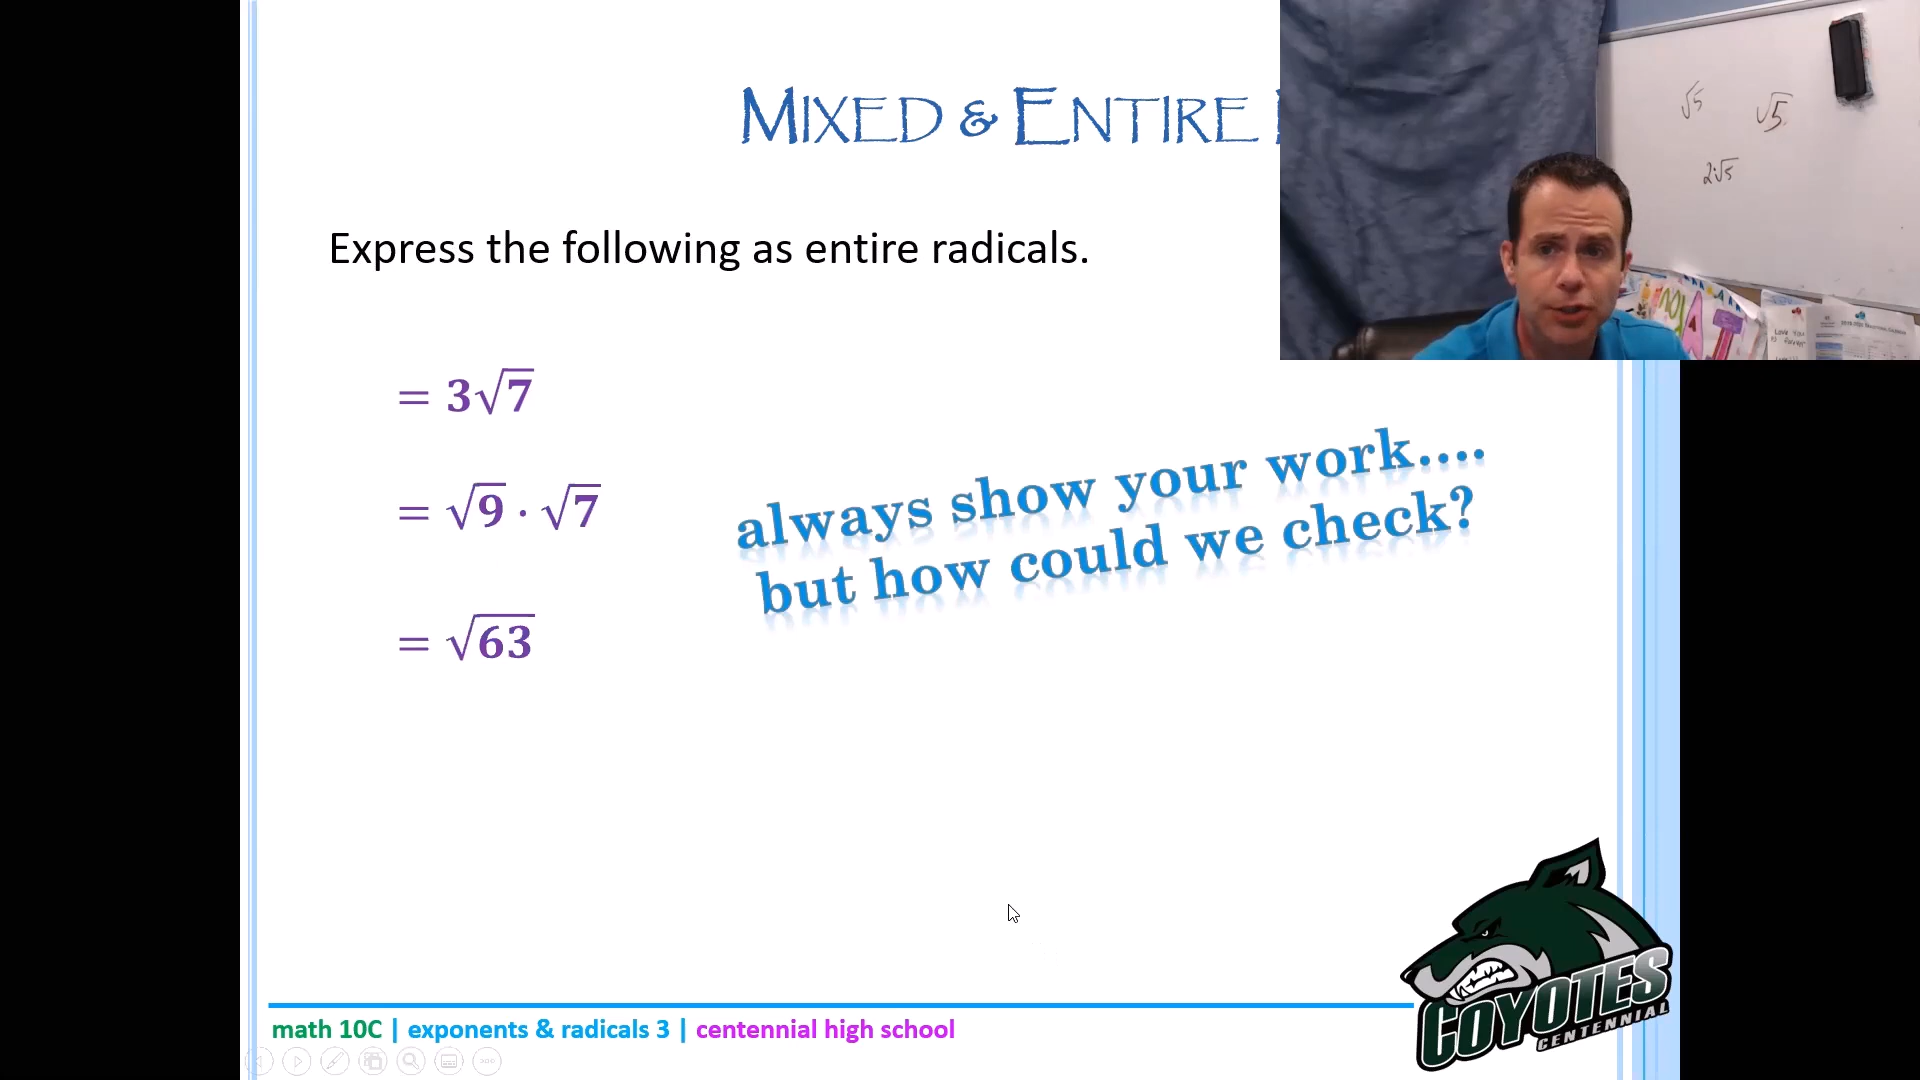 MIXED & ENTIRE
√5 √5
2√5
Express the following as entire radicals.
= 3√7
always show your work....
= √9 · √7
but how could we check?
= √63
COYOTES
CENTENNIAL
math 10C | exponents & radicals 3 | centennial high school